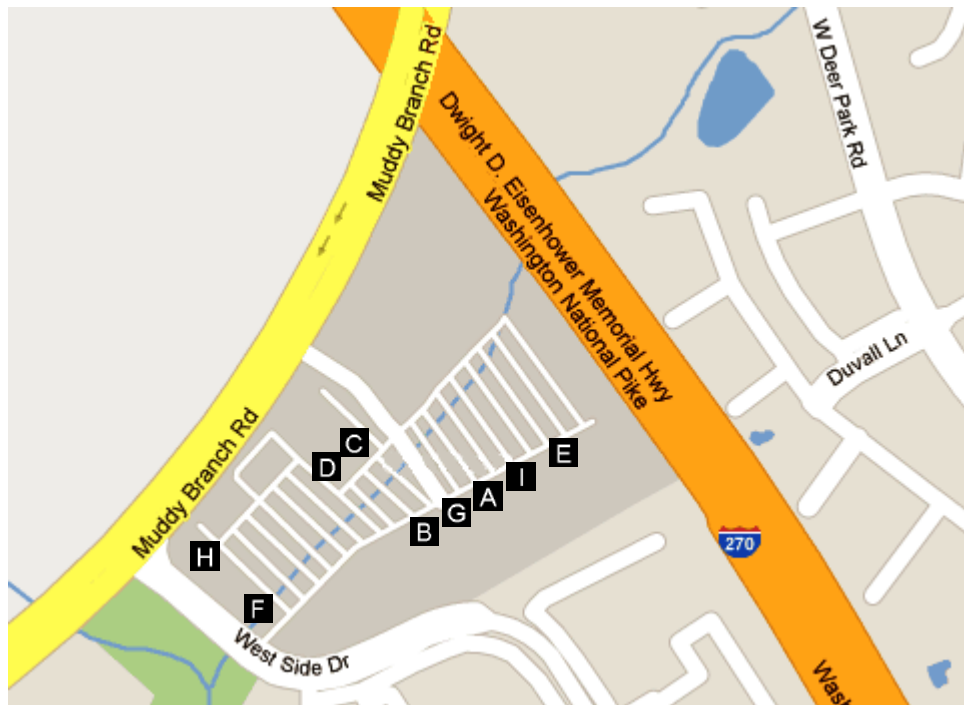 Muddy Branch Rd
W Deer Park Rd
Dwight D. Eisenhower Memorial Hwy
Washington National Pike
Duvall Ln
Muddy Branch Rd
C
D
E
I
A
G
B
H
270
F
West Side Dr
Wash